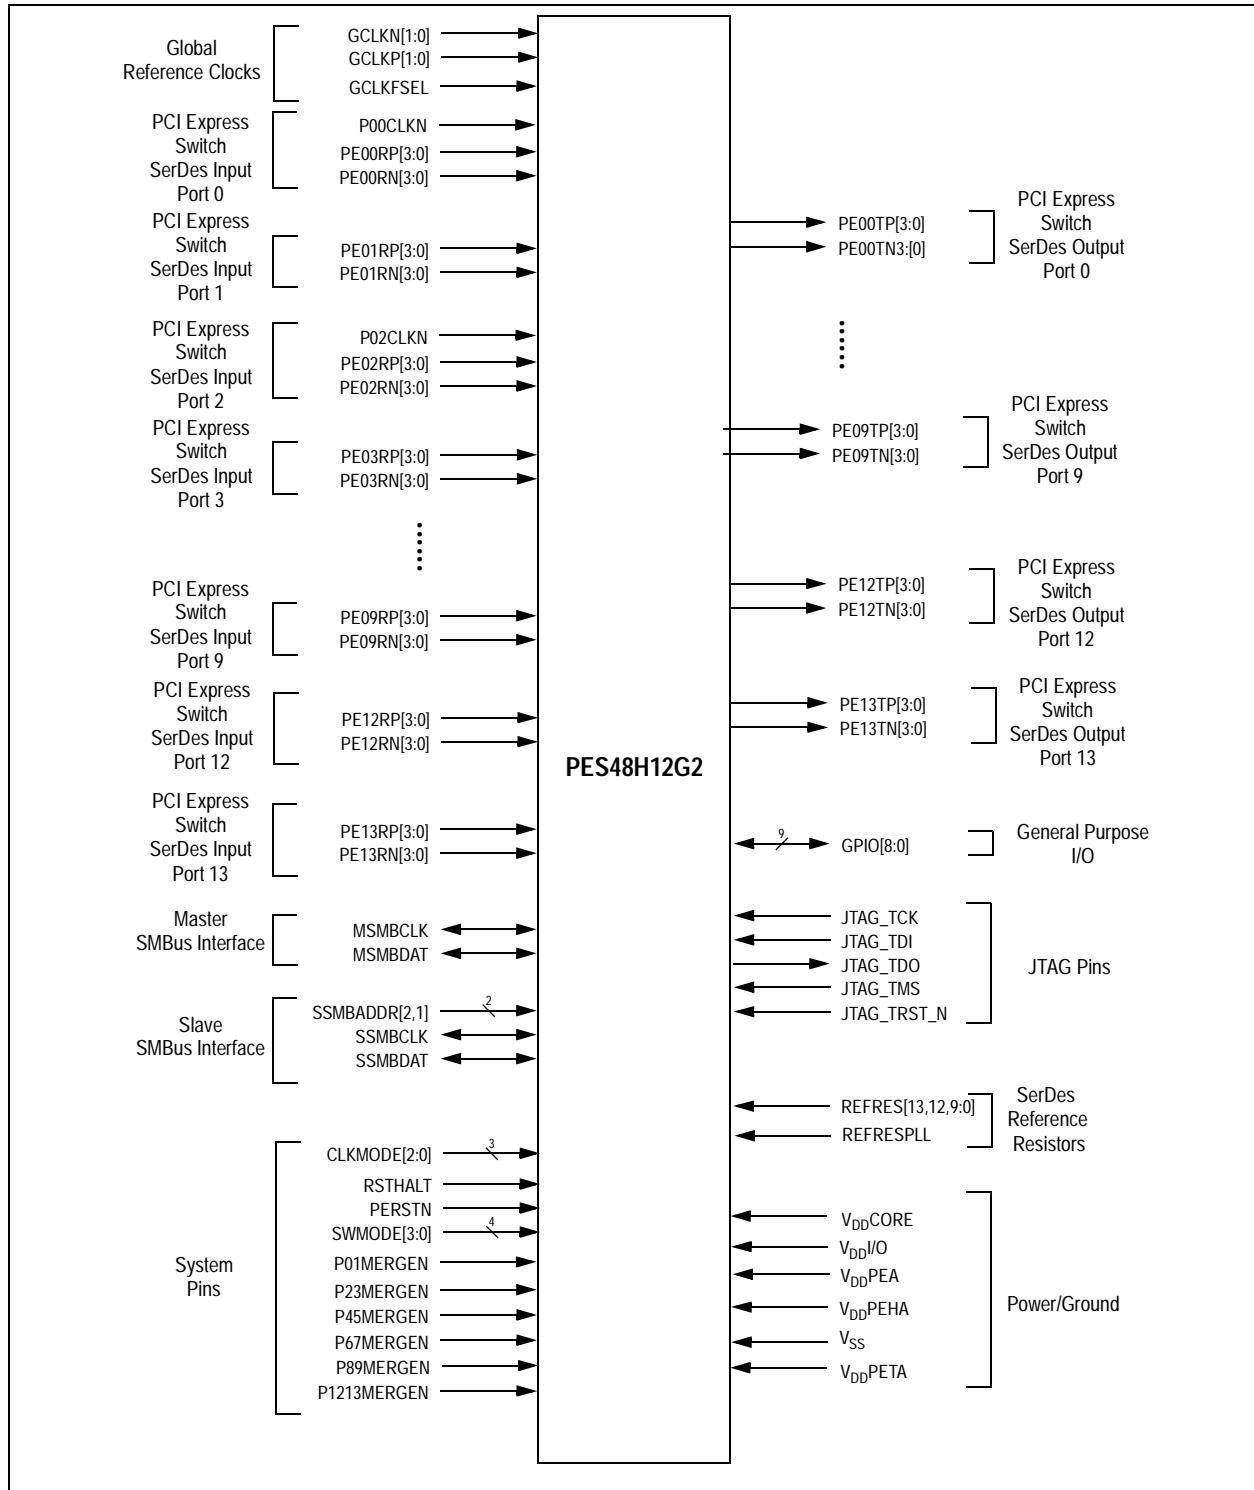 Global
Reference Clocks
GCLKN[1:0]
GCLKP[1:0]
GCLKFSEL
PCI Express
Switch
SerDes Input
Port 0
P00CLKN
PE00RP[3:0]
PE00RN[3:0]
PCI Express
Switch
SerDes Input
Port 1
PE01RP[3:0]
PE01RN[3:0]
PCI Express
Switch
SerDes Input
Port 2
P02CLKN
PE02RP[3:0]
PE02RN[3:0]
PCI Express
Switch
SerDes Input
Port 3
PE03RP[3:0]
PE03RN[3:0]
PCI Express
Switch
SerDes Input
Port 9
PE09RP[3:0]
PE09RN[3:0]
PCI Express
Switch
SerDes Input
Port 12
PE12RP[3:0]
PE12RN[3:0]
PCI Express
Switch
SerDes Input
Port 13
PE13RP[3:0]
PE13RN[3:0]
Master
SMBus Interface
MSMBCLK
MSMBDAT
Slave
SMBus Interface
SSMBADDR[2,1]
2
SSMBCLK
SSMBDAT
System
Pins
CLKMODE[2:0]
3
RSTHALT
PERSTN
SWMODE[3:0]
4
P01MERGEN
P23MERGEN
P45MERGEN
P67MERGEN
P89MERGEN
P1213MERGEN
PES48H12G2
PE00TP[3:0]
PE00TN3:[0]
PCI Express
Switch
SerDes Output
Port 0
PE09TP[3:0]
PE09TN[3:0]
PCI Express
Switch
SerDes Output
Port 9
PE12TP[3:0]
PE12TN[3:0]
PCI Express
Switch
SerDes Output
Port 12
PE13TP[3:0]
PE13TN[3:0]
PCI Express
Switch
SerDes Output
Port 13
9
GPIO[8:0]
General Purpose
I/O
JTAG_TCK
JTAG_TDI
JTAG_TDO
JTAG_TMS
JTAG_TRST_N
JTAG Pins
REFRES[13,12,9:0]
REFRESPLL
SerDes
Reference
Resistors
VDDCORE
VDDI/O
VDDPEA
VDDPEHA
VSS
VDDPETA
Power/Ground